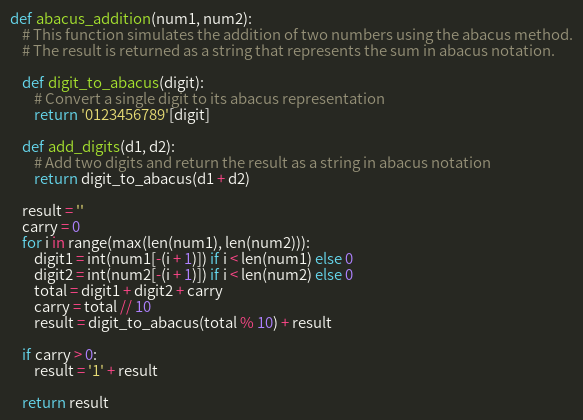 def abacus_addition(num1, num2):
    # This function simulates the addition of two numbers using the abacus method.
    # The result is returned as a string that represents the sum in abacus notation.

    def digit_to_abacus(digit):
        # Convert a single digit to its abacus representation
        return '0123456789'[digit]

    def add_digits(d1, d2):
        # Add two digits and return the result as a string in abacus notation
        return digit_to_abacus(d1 + d2)

    result = ''
    carry = 0
    for i in range(max(len(num1), len(num2))):
        digit1 = int(num1[-(i + 1)]) if i < len(num1) else 0
        digit2 = int(num2[-(i + 1)]) if i < len(num2) else 0
        total = digit1 + digit2 + carry
        carry = total // 10
        result = digit_to_abacus(total % 10) + result

    if carry > 0:
        result = '1' + result

    return result